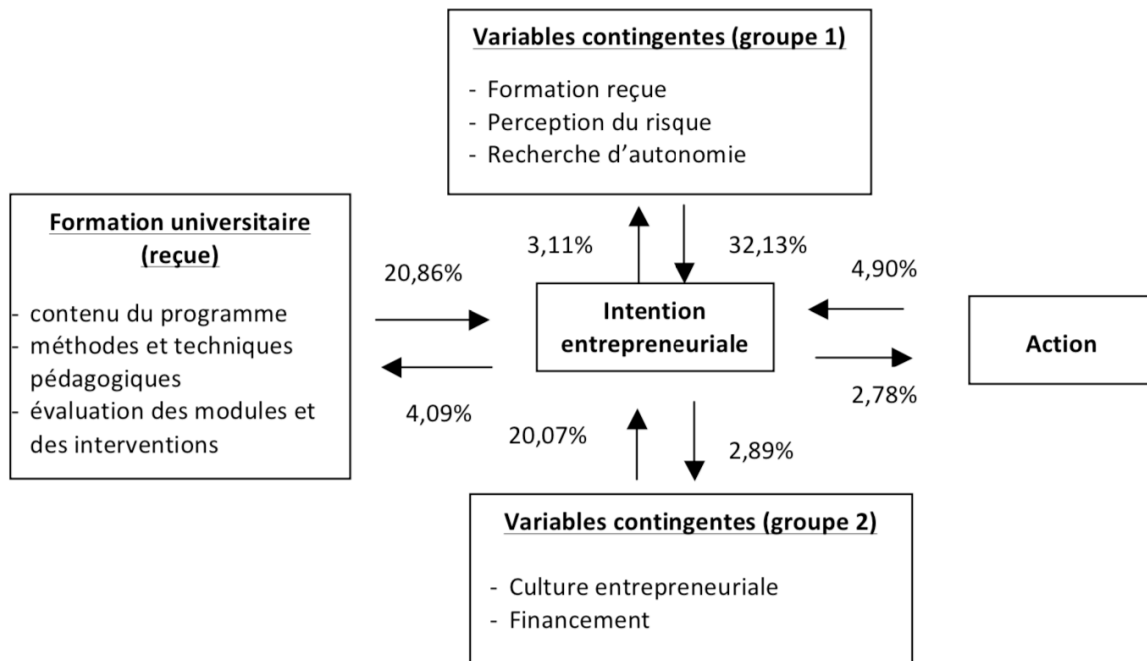 Variables contingentes (groupe 1)
- Formation reçue
- Perception du risque
- Recherche d'autonomie
Formation universitaire
(reçue)
- contenu du programme
- méthodes et techniques
pédagogiques
- évaluation des modules et
des interventions
20,86%
4,09%
3,11%
32,13%
Intention
entrepreneuriale
4,90%
2,78%
Action
20,07%
2,89%
Variables contingentes (groupe 2)
- Culture entrepreneuriale
- Financement